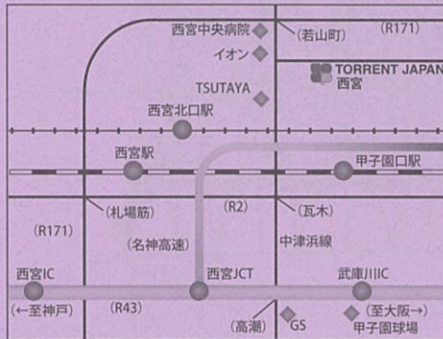 西宮中央病院
(若山町)
(R171)
イオン
TORRENT JAPAN
西宮
TSUTAYA
西宮北口駅
西宮駅
甲子園口駅
(札場筋)
(R2)
(瓦木)
(R171)
(名神高速)
中津浜線
西宮IC
西宮JCT
武庫川IC
(←至神戸)
(R43)
(高潮)
GS
(至大阪→)
甲子園球場